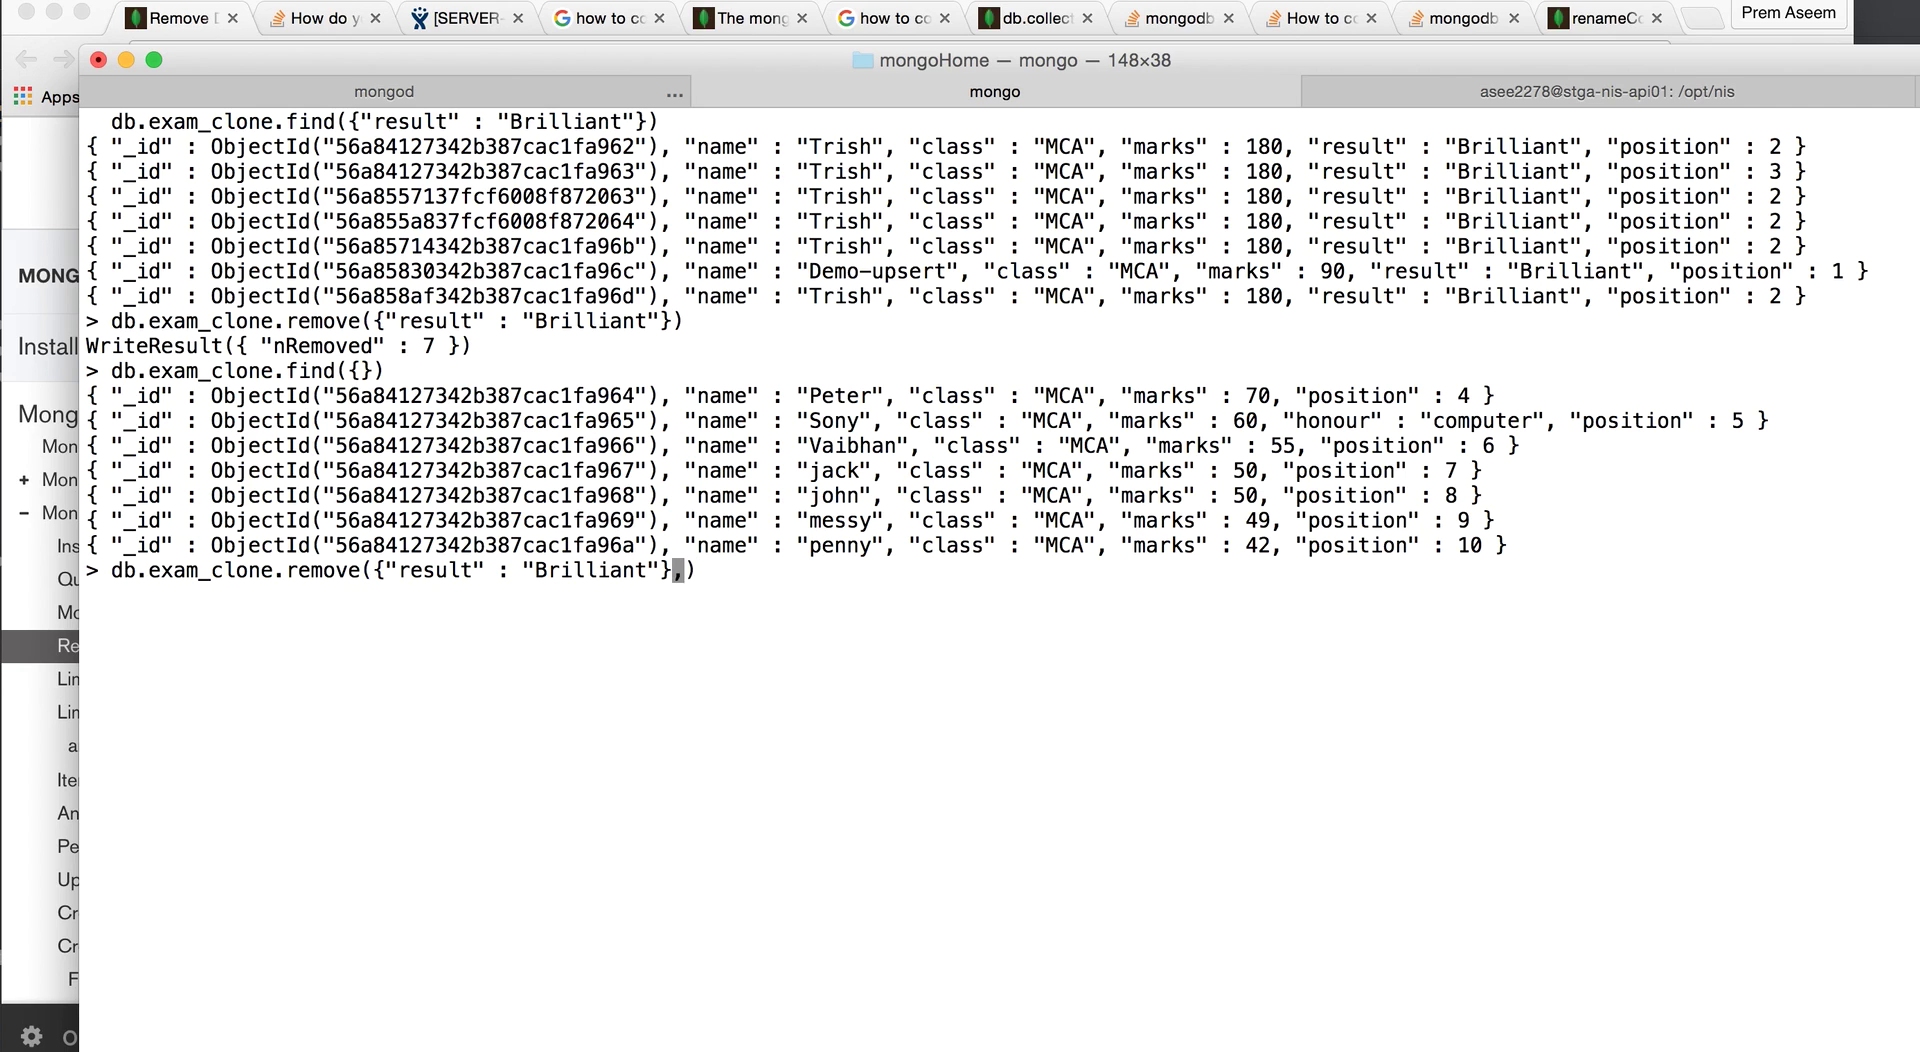 Remove D
How do y
[SERVER-
how to co
The mong
how to co
db.collect
mongodb
How to co
mongodb
renameCo
Prem Aseem
mongoHome — mongo — 148×38
Apps
mongod
...
mongo
asee2278@stga-nis-api01: /opt/nis
db.exam_clone.find({"result" : "Brilliant"})
{ "_id" : ObjectId("56a84127342b387cac1fa962"), "name" : "Trish", "class" : "MCA", "marks" : 180, "result" : "Brilliant", "position" : 2 }
{ "_id" : ObjectId("56a84127342b387cac1fa963"), "name" : "Trish", "class" : "MCA", "marks" : 180, "result" : "Brilliant", "position" : 3 }
{ "_id" : ObjectId("56a8557137fcf6008f872063"), "name" : "Trish", "class" : "MCA", "marks" : 180, "result" : "Brilliant", "position" : 2 }
{ "_id" : ObjectId("56a855a837fcf6008f872064"), "name" : "Trish", "class" : "MCA", "marks" : 180, "result" : "Brilliant", "position" : 2 }
{ "_id" : ObjectId("56a85714342b387cac1fa96b"), "name" : "Trish", "class" : "MCA", "marks" : 180, "result" : "Brilliant", "position" : 2 }
{ "_id" : ObjectId("56a85830342b387cac1fa96c"), "name" : "Demo-upsert", "class" : "MCA", "marks" : 90, "result" : "Brilliant", "position" : 1 }
{ "_id" : ObjectId("56a858af342b387cac1fa96d"), "name" : "Trish", "class" : "MCA", "marks" : 180, "result" : "Brilliant", "position" : 2 }
> db.exam_clone.remove({"result" : "Brilliant"})
WriteResult({ "nRemoved" : 7 })
> db.exam_clone.find({})
{ "_id" : ObjectId("56a84127342b387cac1fa964"), "name" : "Peter", "class" : "MCA", "marks" : 70, "position" : 4 }
{ "_id" : ObjectId("56a84127342b387cac1fa965"), "name" : "Sony", "class" : "MCA", "marks" : 60, "honour" : "computer", "position" : 5 }
{ "_id" : ObjectId("56a84127342b387cac1fa966"), "name" : "Vaibhan", "class" : "MCA", "marks" : 55, "position" : 6 }
{ "_id" : ObjectId("56a84127342b387cac1fa967"), "name" : "jack", "class" : "MCA", "marks" : 50, "position" : 7 }
{ "_id" : ObjectId("56a84127342b387cac1fa968"), "name" : "john", "class" : "MCA", "marks" : 50, "position" : 8 }
{ "_id" : ObjectId("56a84127342b387cac1fa969"), "name" : "messy", "class" : "MCA", "marks" : 49, "position" : 9 }
{ "_id" : ObjectId("56a84127342b387cac1fa96a"), "name" : "penny", "class" : "MCA", "marks" : 42, "position" : 10 }
> db.exam_clone.remove({"result" : "Brilliant"},)
MONG
Install
Mong
Mon
+ Mon
− Mon
Ins
Qu
Mo
Re
Lim
Lim
a
Ite
An
Pe
Up
Cr
Cr
F
O